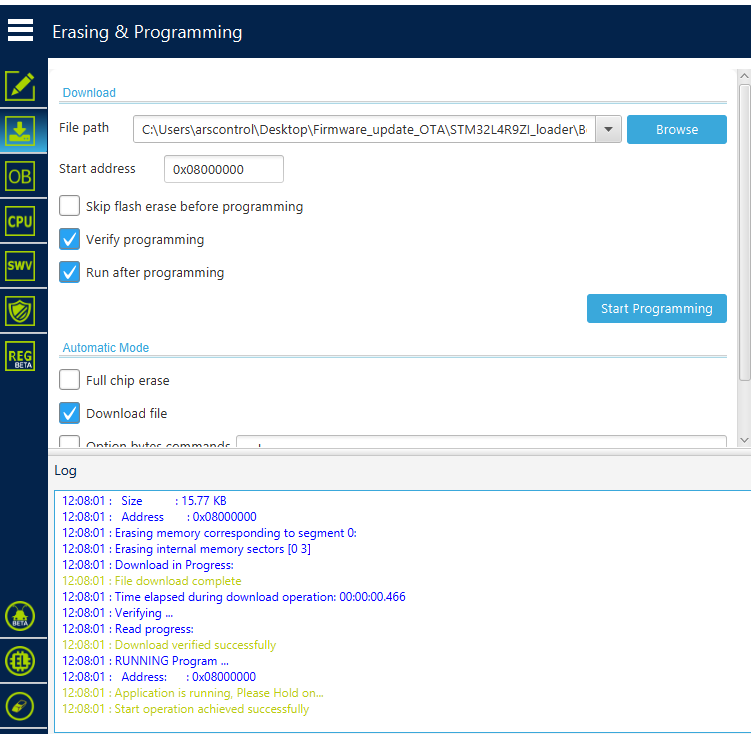 Erasing & Programming
Download
File path C:\Users\arscontrol\Desktop\Firmware_update_OTA\STM32L4R9ZI_loader\B Browse
Start address 0x08000000
Skip flash erase before programming
Verify programming
Run after programming
Start Programming
Automatic Mode
Full chip erase
Download file
Option bytes commands
OB
CPU
SWV
REG
BETA
BETA
EL
Log
12:08:01 : Size : 15.77 KB
12:08:01 : Address : 0x08000000
12:08:01 : Erasing memory corresponding to segment 0:
12:08:01 : Erasing internal memory sectors [0 3]
12:08:01 : Download in Progress:
12:08:01 : File download complete
12:08:01 : Time elapsed during download operation: 00:00:00.466
12:08:01 : Verifying ...
12:08:01 : Read progress:
12:08:01 : Download verified successfully
12:08:01 : RUNNING Program ...
12:08:01 : Address: : 0x08000000
12:08:01 : Application is running, Please Hold on...
12:08:01 : Start operation achieved successfully